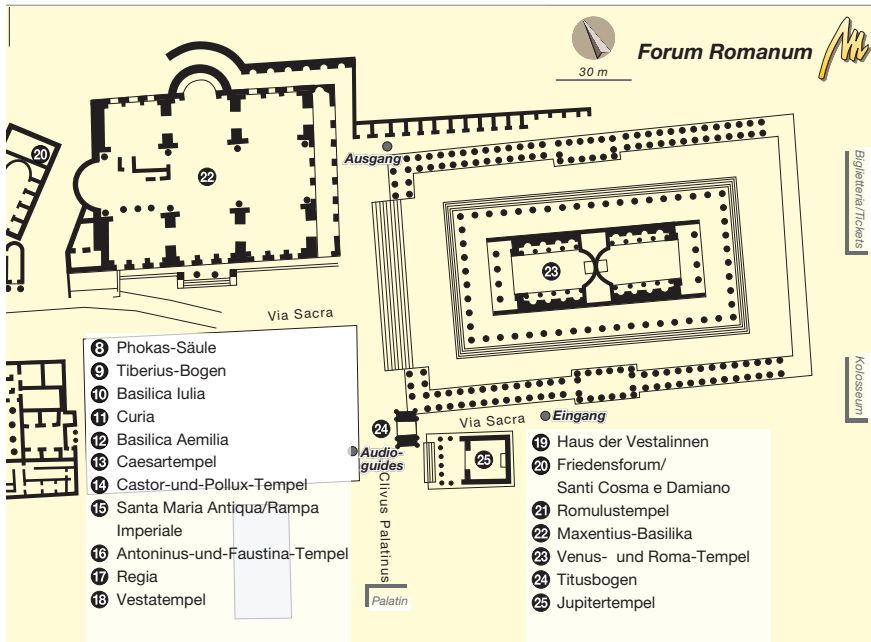 Forum Romanum
30 m
20
Ausgang
22
Biglietteria/Tickets
23
Via Sacra
Kolosseum
8 Phokas-Säule
9 Tiberius-Bogen
10 Basilica Iulia
11 Curia
12 Basilica Aemilia
13 Caesartempel
14 Castor-und-Pollux-Tempel
15 Santa Maria Antiqua/Rampa
Imperiale
16 Antoninus-und-Faustina-Tempel
17 Regia
18 Vestatempel
24
Via Sacra
Eingang
Audio-
guides
25
Clivus Palatinus
Palatin
19 Haus der Vestalinnen
20 Friedensforum/
Santi Cosma e Damiano
21 Romulustempel
22 Maxentius-Basilika
23 Venus- und Roma-Tempel
24 Titusbogen
25 Jupitertempel